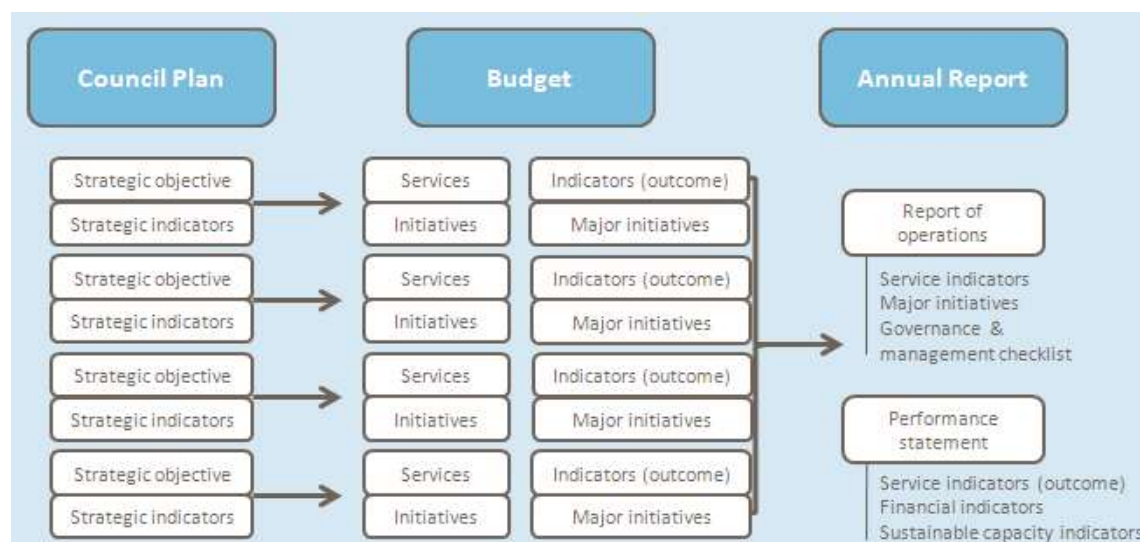 Council Plan
Budget
Annual Report
Strategic objective
Strategic indicators
Services
Initiatives
Indicators (outcome)
Major initiatives
Strategic objective
Strategic indicators
Services
Initiatives
Indicators (outcome)
Major initiatives
Strategic objective
Strategic indicators
Services
Initiatives
Indicators (outcome)
Major initiatives
Strategic objective
Strategic indicators
Services
Initiatives
Indicators (outcome)
Major initiatives
Report of
operations
Service indicators
Major initiatives
Governance &
management checklist
Performance
statement
Service indicators (outcome)
Financial indicators
Sustainable capacity indicators